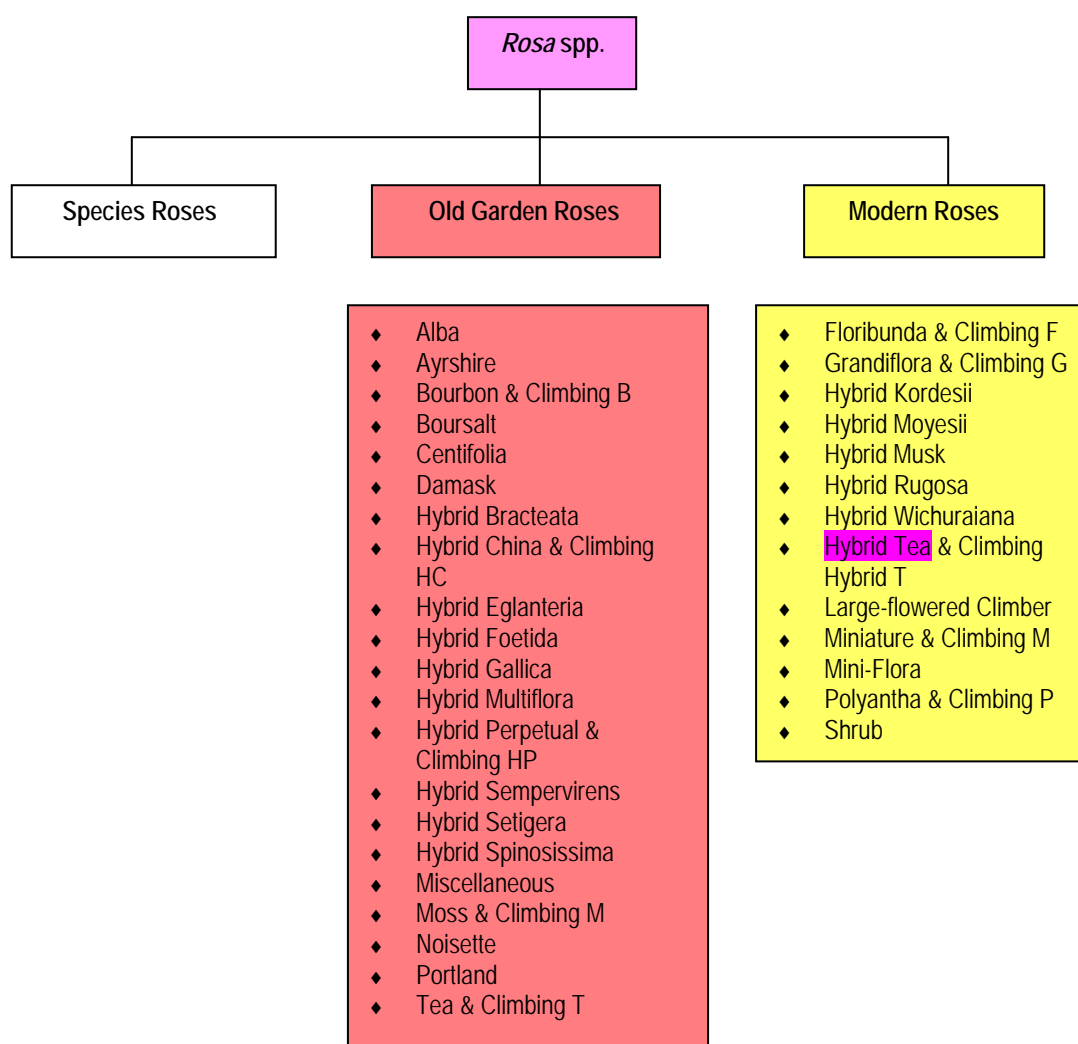 Rosa spp.
Species Roses
Old Garden Roses
Modern Roses
♦ Alba
♦ Ayrshire
♦ Bourbon & Climbing B
♦ Boursalt
♦ Centifolia
♦ Damask
♦ Hybrid Bracteata
♦ Hybrid China & Climbing
HC
♦ Hybrid Eglanteria
♦ Hybrid Foetida
♦ Hybrid Gallica
♦ Hybrid Multiflora
♦ Hybrid Perpetual &
Climbing HP
♦ Hybrid Sempervirens
♦ Hybrid Setigera
♦ Hybrid Spinosissima
♦ Miscellaneous
♦ Moss & Climbing M
♦ Noisette
♦ Portland
♦ Tea & Climbing T
♦ Floribunda & Climbing F
♦ Grandiflora & Climbing G
♦ Hybrid Kordesii
♦ Hybrid Moyesii
♦ Hybrid Musk
♦ Hybrid Rugosa
♦ Hybrid Wichuraiana
♦ Hybrid Tea & Climbing
Hybrid T
♦ Large-flowered Climber
♦ Miniature & Climbing M
♦ Mini-Flora
♦ Polyantha & Climbing P
♦ Shrub